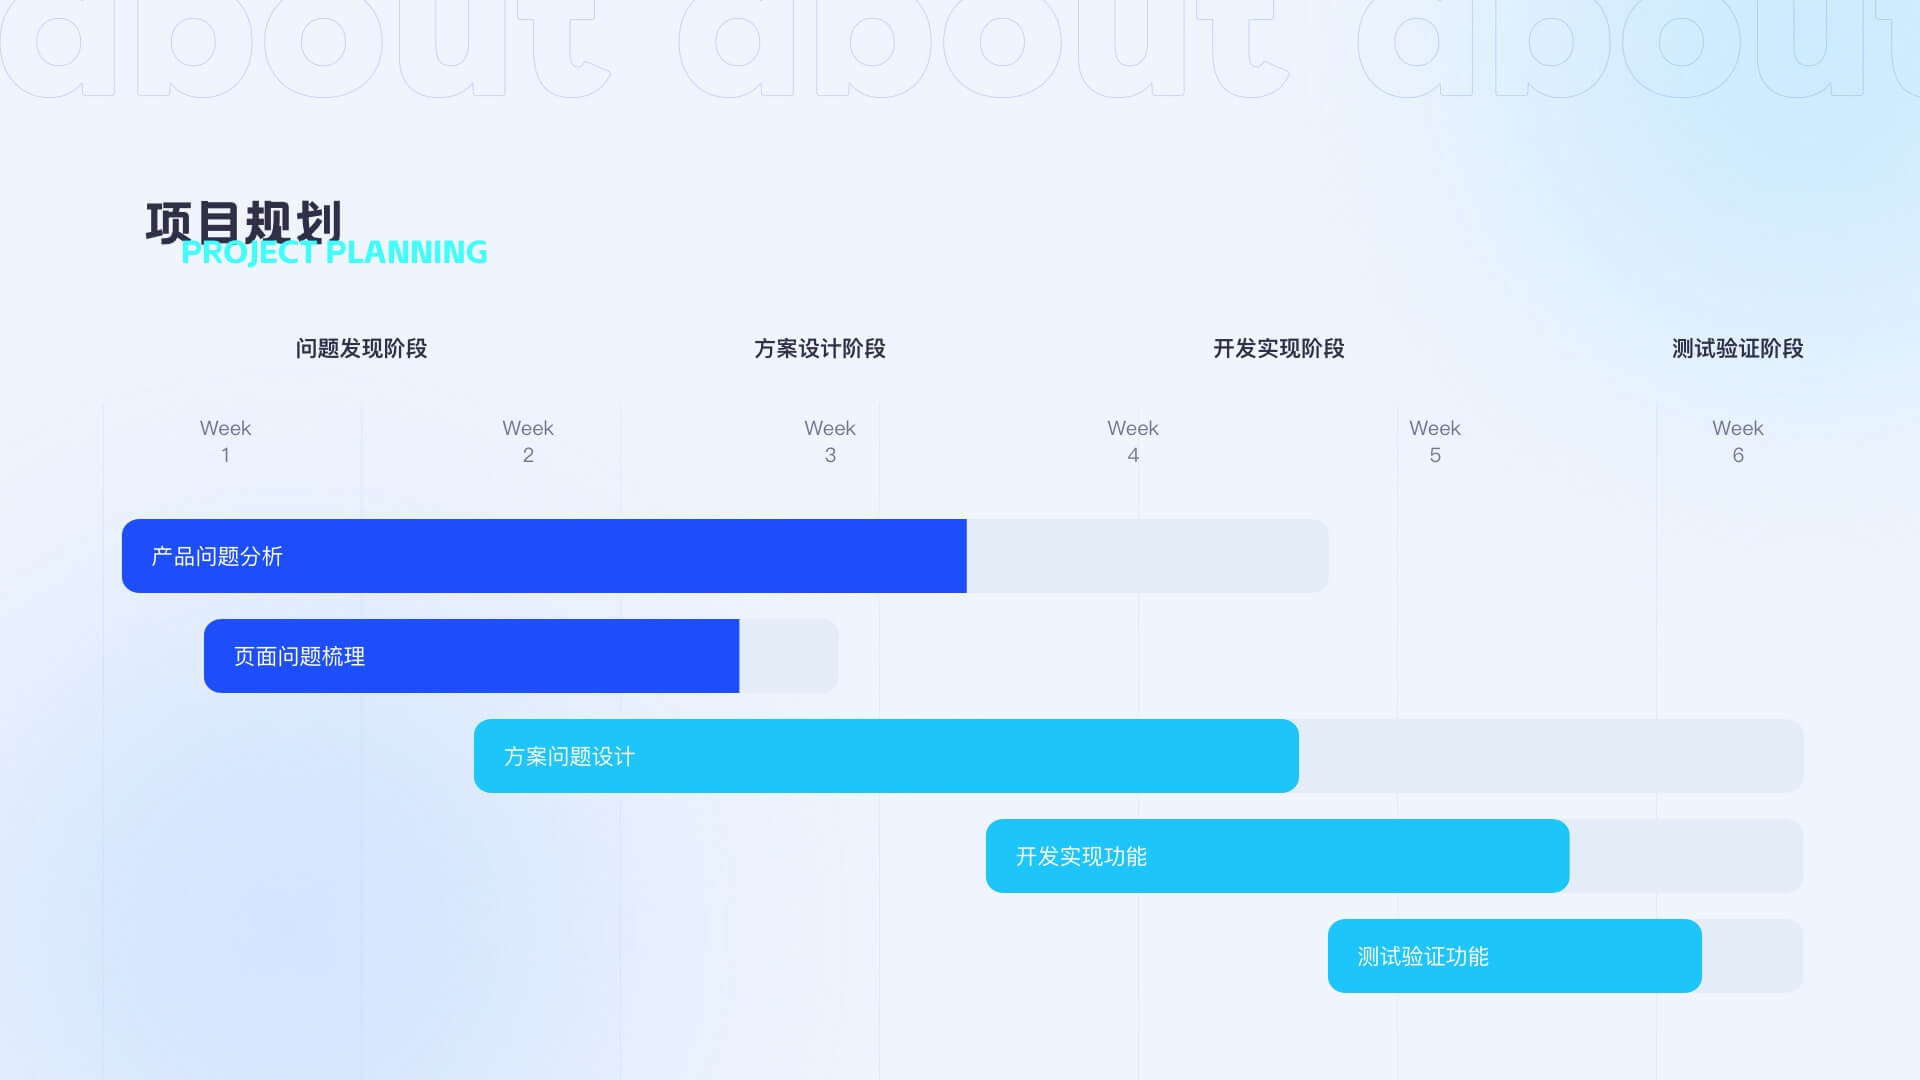 about about about
项目规划
PROJECT PLANNING
问题发现阶段 方案设计阶段 开发实现阶段 测试验证阶段
Week Week Week Week Week Week
1 2 3 4 5 6
产品问题分析
页面问题梳理
方案问题设计
开发实现功能
测试验证功能